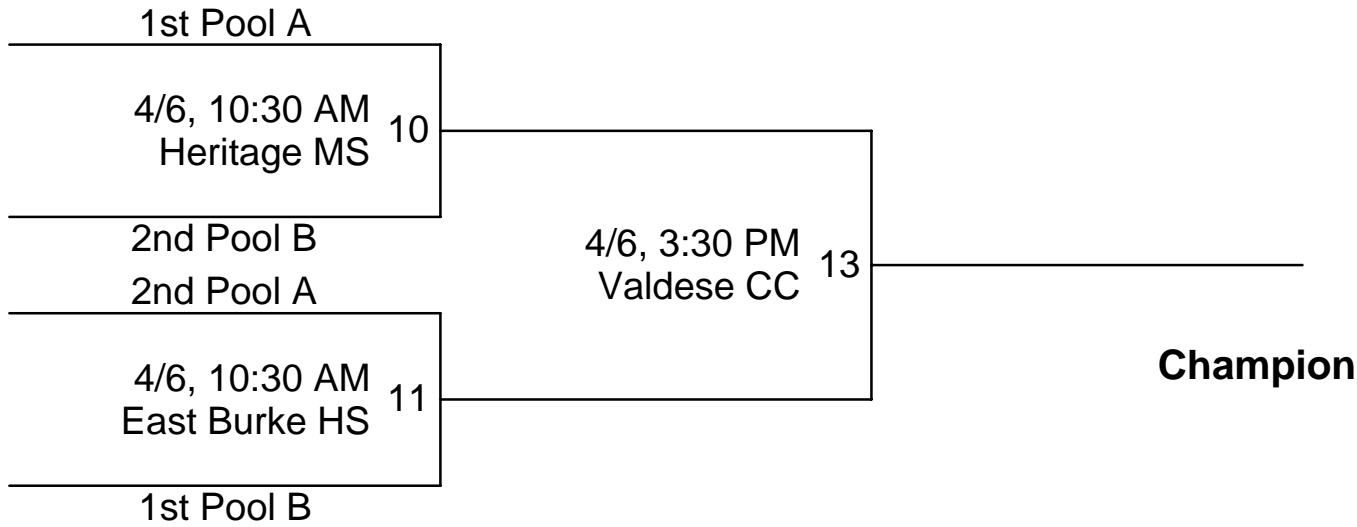 1st Pool A
4/6, 10:30 AM
Heritage MS
10
2nd Pool B
4/6, 3:30 PM
Valdese CC
13
2nd Pool A
4/6, 10:30 AM
East Burke HS
11
1st Pool B
Champion